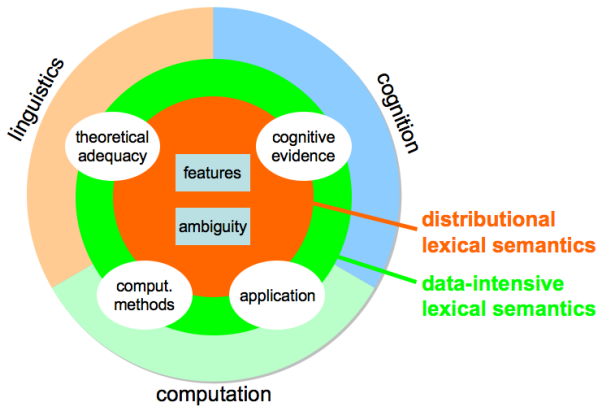 linguistics
cognition
theoretical
adequacy
cognitive
evidence
features
ambiguity
distributional
lexical semantics
comput.
methods
application
data-intensive
lexical semantics
computation